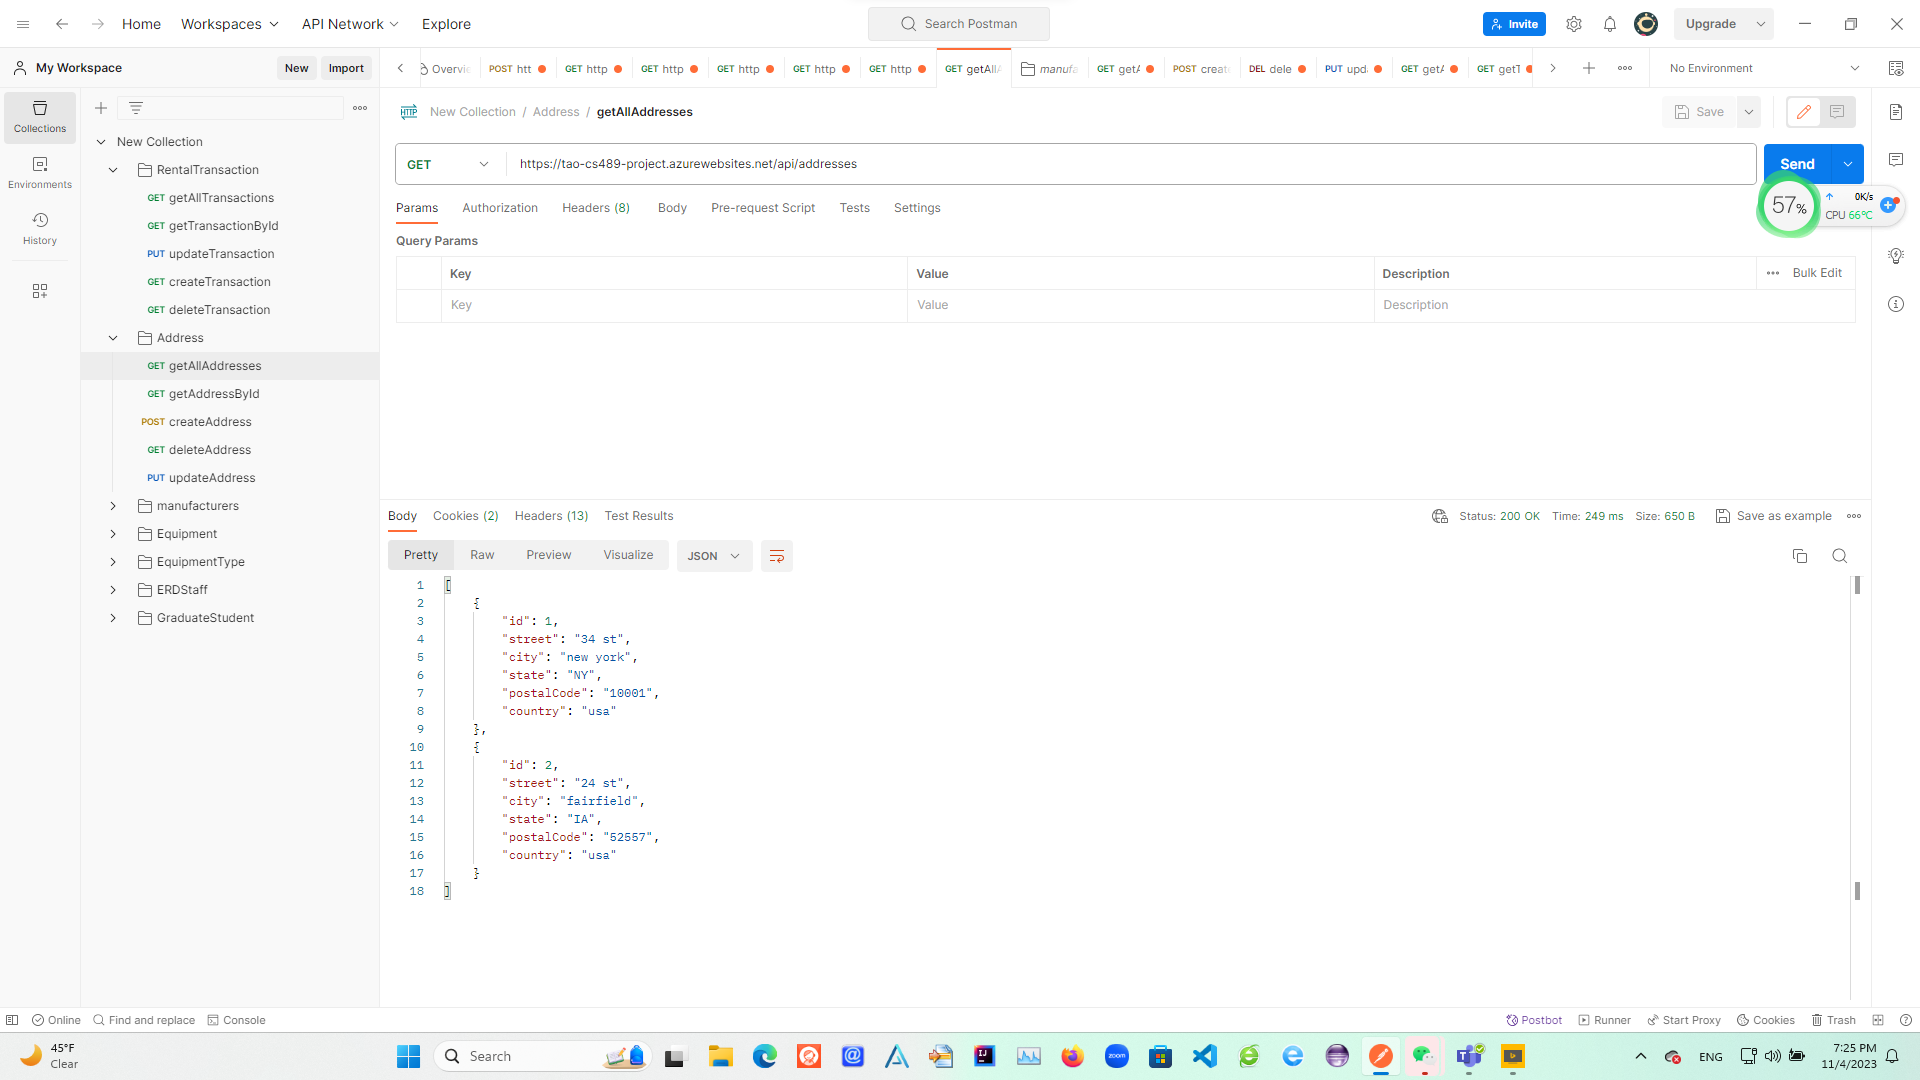 Home Workspaces API Network Explore Search Postman Invite Upgrade
My Workspace New Import
Overvie POST htt GET http GET http GET http GET http GET http GET getAll manufa GET getA POST create DEL dele GET getA PUT upda GET getT No Environment
Collections
Environments
History
New Collection
RentalTransaction
GET getAllTransactions
GET getTransactionById
PUT updateTransaction
GET createTransaction
GET deleteTransaction
Address
GET getAllAddresses
GET getAddressById
POST createAddress
GET deleteAddress
PUT updateAddress
manufacturers
Equipment
EquipmentType
ERDStaff
GraduateStudent
HTTP New Collection / Address / getAllAddresses Save
GET https://tao-cs489-project.azurewebsites.net/api/addresses Send
57% 0K/s
CPU 66°C
Params Authorization Headers (8) Body Pre-request Script Tests Settings
Query Params
Key Value Description Bulk Edit
Key Value Description
Body Cookies (2) Headers (13) Test Results Status: 200 OK Time: 249 ms Size: 650 B Save as example
Pretty Raw Preview Visualize JSON
1 [
2 {
3 "id": 1,
4 "street": "34 st",
5 "city": "new york",
6 "state": "NY",
7 "postalCode": "10001",
8 "country": "usa"
9 },
10 {
11 "id": 2,
12 "street": "24 st",
13 "city": "fairfield",
14 "state": "IA",
15 "postalCode": "52557",
16 "country": "usa"
17 }
18 ]
Online Find and replace Console Postbot Runner Start Proxy Cookies Trash
45°F
Clear
Search
zoom
ENG
7:25 PM
11/4/2023